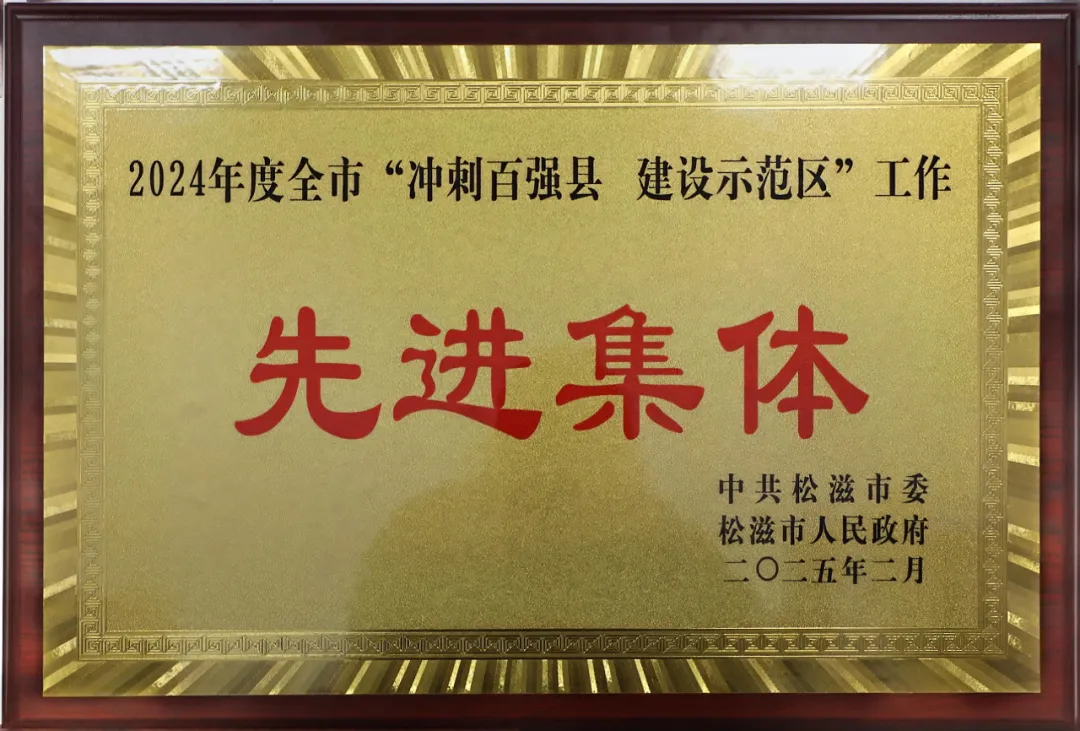 2024年度全市“冲刺百强县 建设示范区”工作
先进集体
中共松滋市委
松滋市人民政府
二〇二五年二月